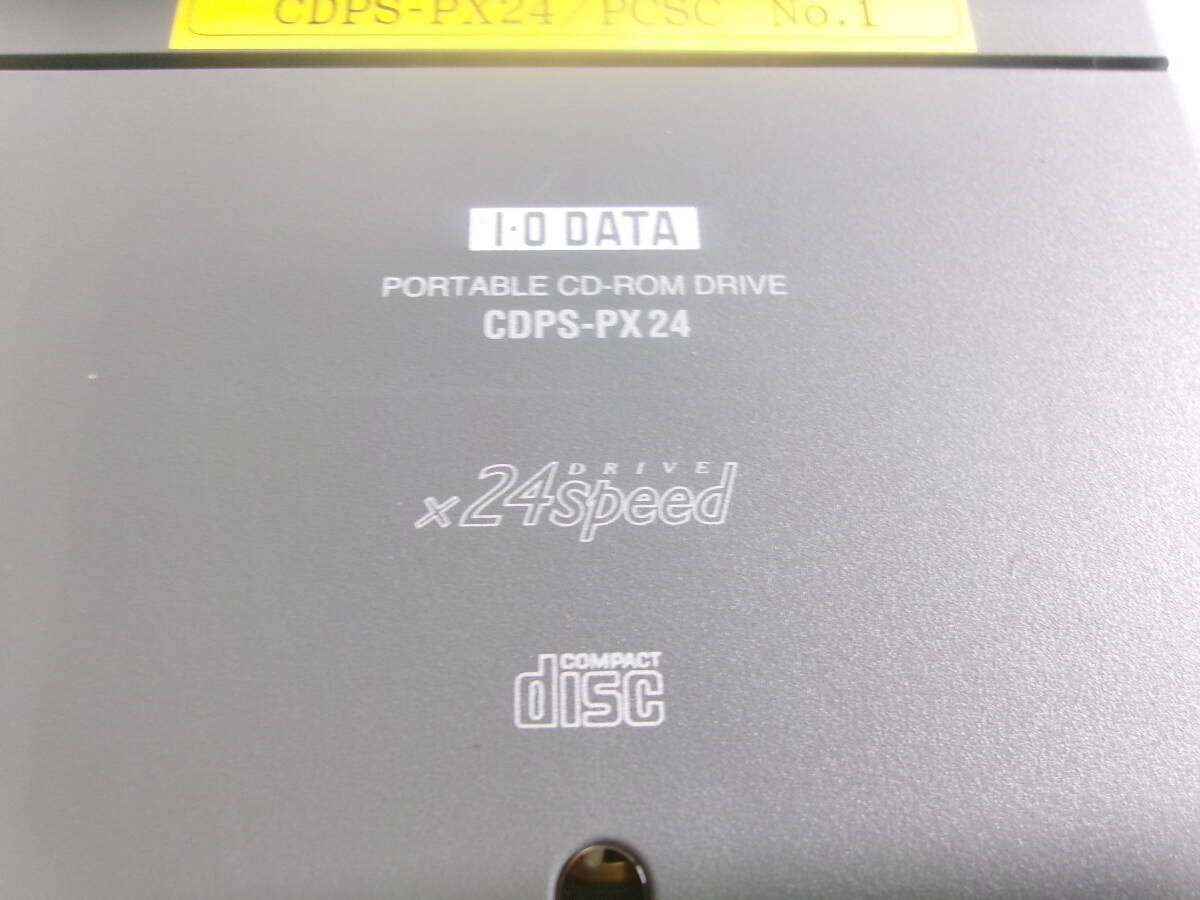 CDPS-PX24/PCSC No.1
I·O DATA
PORTABLE CD-ROM DRIVE
CDPS-PX24
DRIVE
x24speed
COMPACT
disc